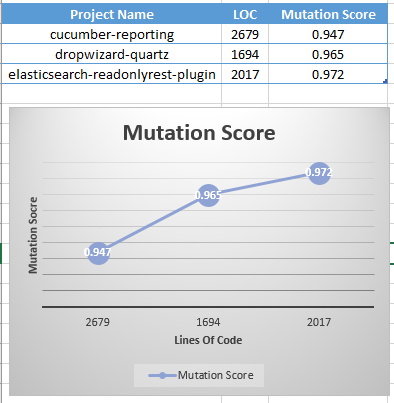 Project Name LOC Mutation Score
cucumber-reporting 2679 0.947
dropwizard-quartz 1694 0.965
elasticsearch-readonlyrest-plugin 2017 0.972
Mutation Score
0.972
0.965
0.947
Mutation Socre
2679 1694 2017
Lines Of Code
Mutation Score